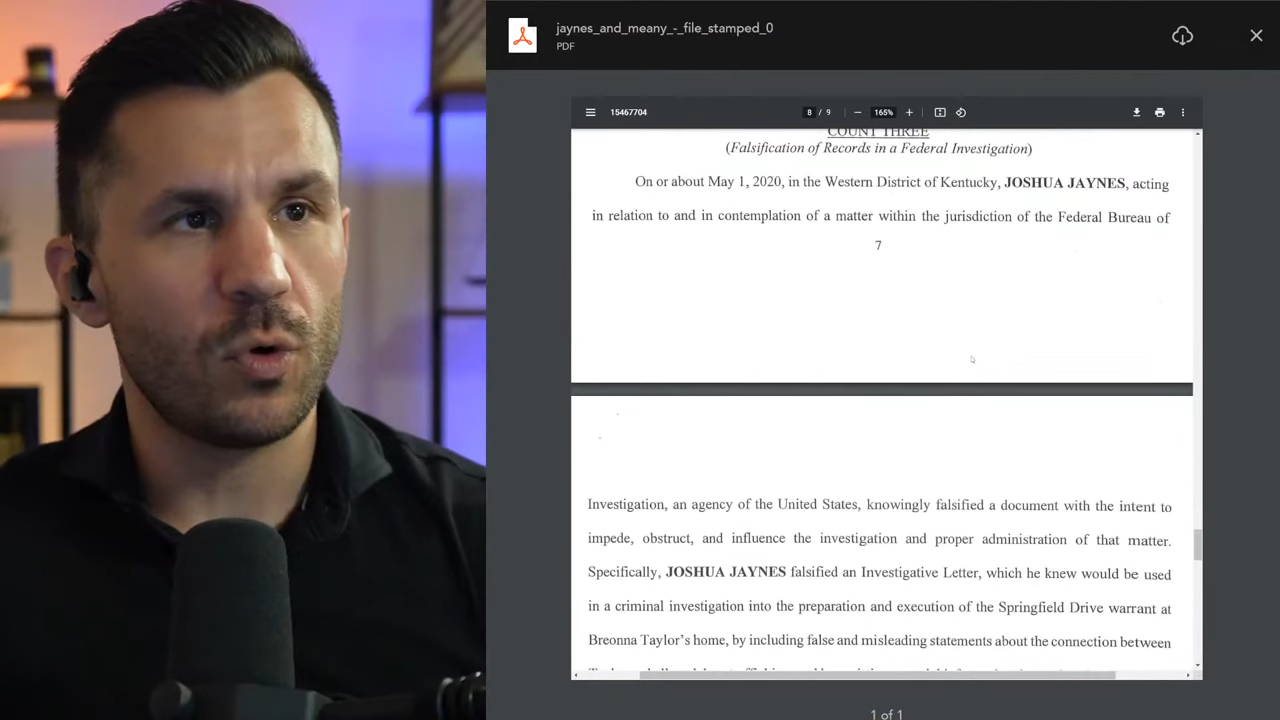 jaynes_and_meany_-_file_stamped_0
PDF
15467704
8 / 9
165%
COUNT THREE
(Falsification of Records in a Federal Investigation)
On or about May 1, 2020, in the Western District of Kentucky, JOSHUA JAYNES, acting
in relation to and in contemplation of a matter within the jurisdiction of the Federal Bureau of
7
Investigation, an agency of the United States, knowingly falsified a document with the intent to
impede, obstruct, and influence the investigation and proper administration of that matter.
Specifically, JOSHUA JAYNES falsified an Investigative Letter, which he knew would be used
in a criminal investigation into the preparation and execution of the Springfield Drive warrant at
Breonna Taylor's home, by including false and misleading statements about the connection between
1 of 1